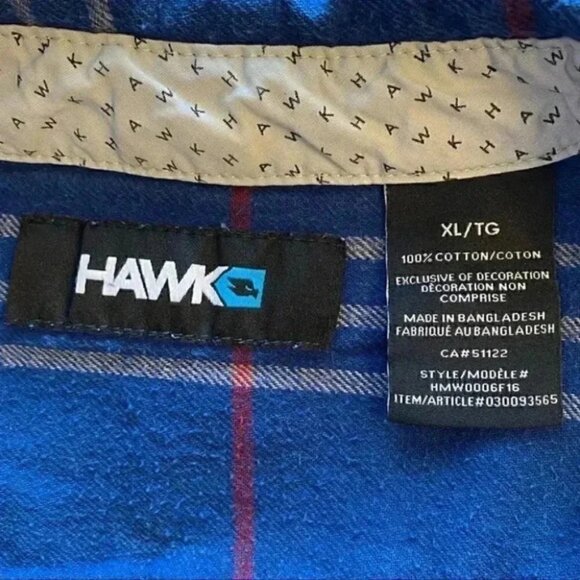 HAWK
XL/TG
100% COTTON/COTON
EXCLUSIVE OF DECORATION
DÉCORATION NON
COMPRISE
MADE IN BANGLADESH
FABRIQUÉ AU BANGLADESH
CA#51122
STYLE/MODÈLE#
HMW0006F16
ITEM/ARTICLE#030093565